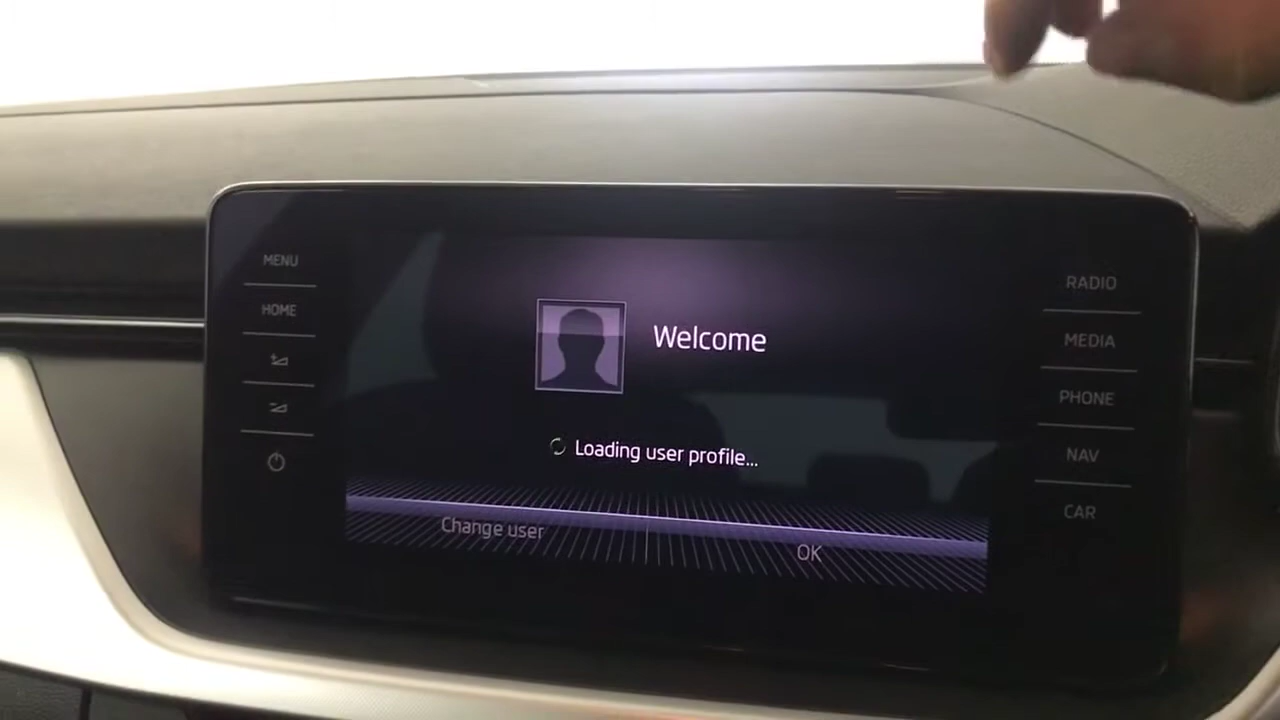 MENU
HOME
RADIO
MEDIA
PHONE
NAV
CAR
Welcome
Loading user profile...
Change user
OK